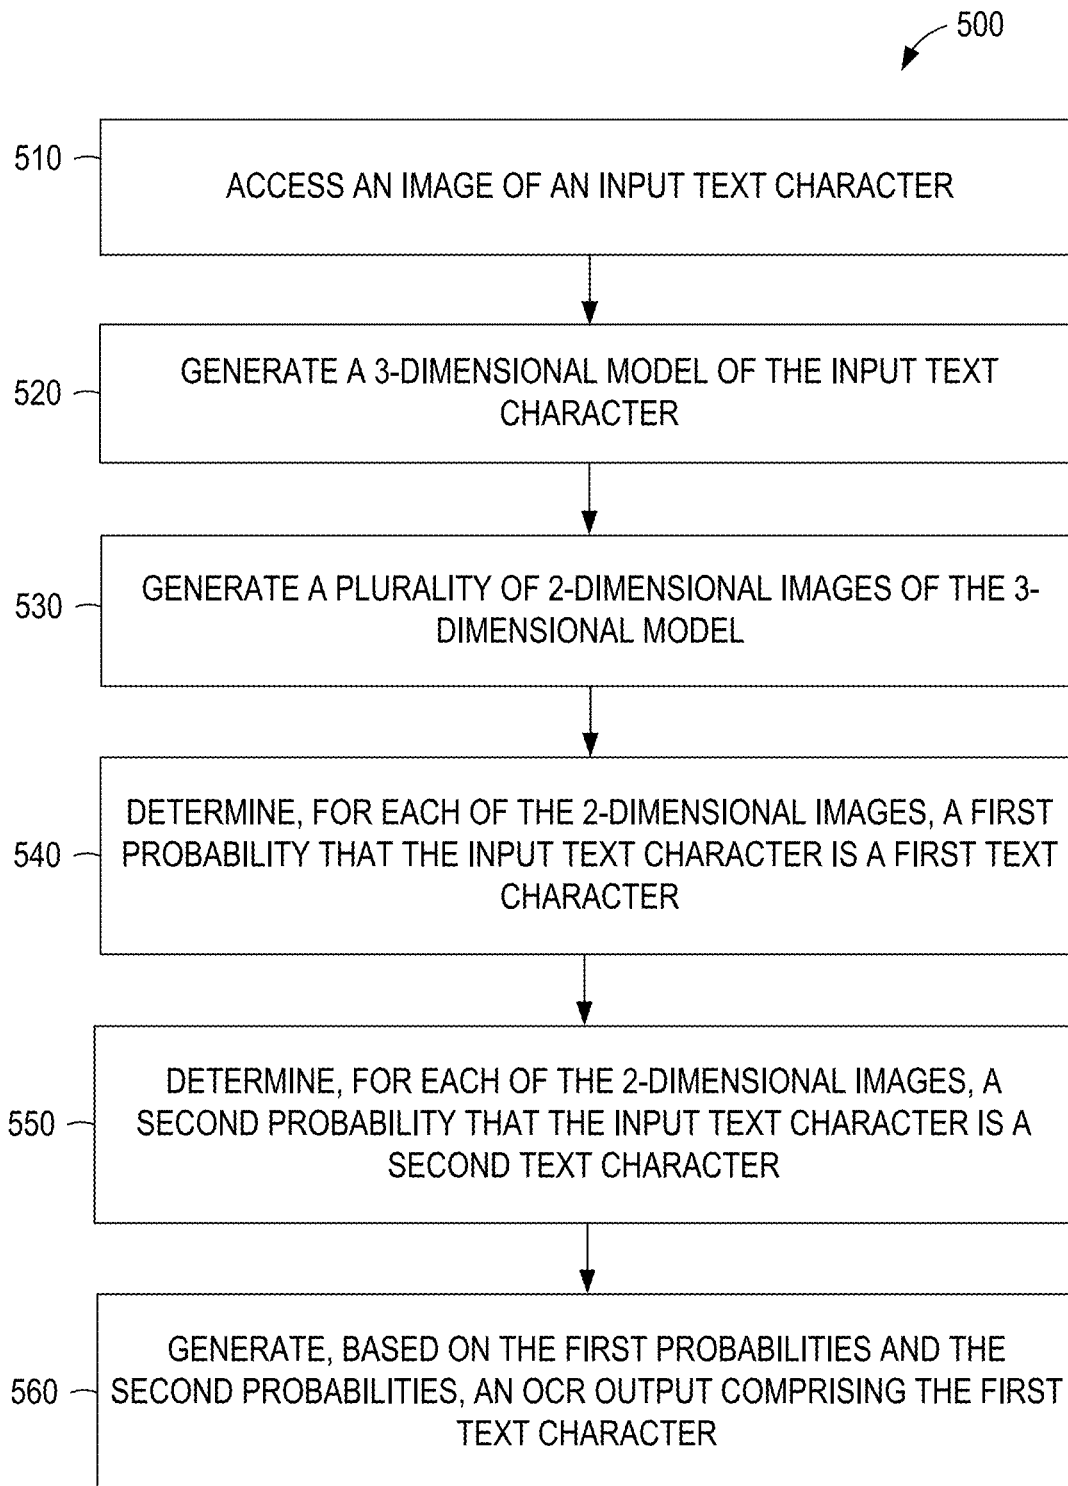 500
510
ACCESS AN IMAGE OF AN INPUT TEXT CHARACTER
520
GENERATE A 3-DIMENSIONAL MODEL OF THE INPUT TEXT
CHARACTER
530
GENERATE A PLURALITY OF 2-DIMENSIONAL IMAGES OF THE 3-
DIMENSIONAL MODEL
540
DETERMINE, FOR EACH OF THE 2-DIMENSIONAL IMAGES, A FIRST
PROBABILITY THAT THE INPUT TEXT CHARACTER IS A FIRST TEXT
CHARACTER
550
DETERMINE, FOR EACH OF THE 2-DIMENSIONAL IMAGES, A
SECOND PROBABILITY THAT THE INPUT TEXT CHARACTER IS A
SECOND TEXT CHARACTER
560
GENERATE, BASED ON THE FIRST PROBABILITIES AND THE
SECOND PROBABILITIES, AN OCR OUTPUT COMPRISING THE FIRST
TEXT CHARACTER